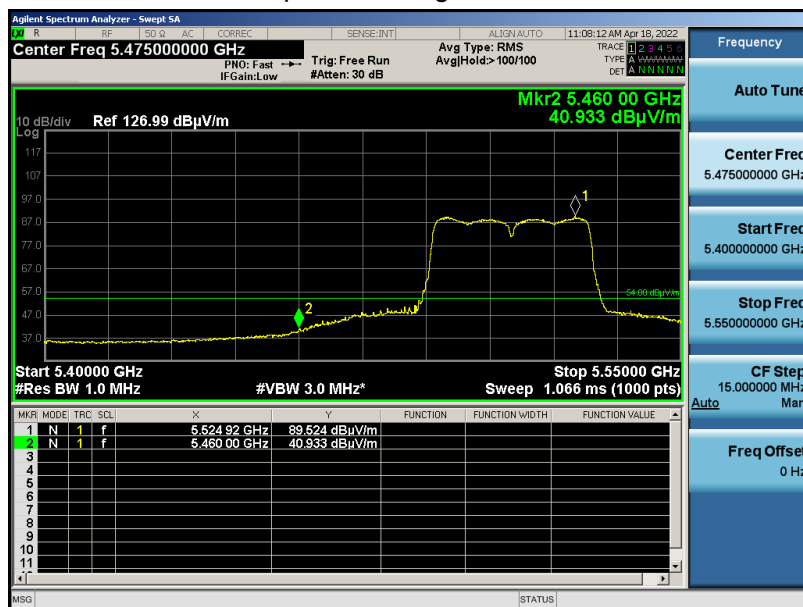 Agilent Spectrum Analyzer - Swept SA
LXI R RF 50 Ω AC CORREC SENSE:INT ALIGN AUTO 11:08:12 AM Apr 18, 2022
Center Freq 5.475000000 GHz
PNO: Fast
IFGain:Low
Trig: Free Run
#Atten: 30 dB
Avg Type: RMS
Avg|Hold:>100/100
TRACE 1 2 3 4 5 6
TYPE A WWWWW
DET A N N N N N
Mkr2 5.460 00 GHz
40.933 dBµV/m
10 dB/div Ref 126.99 dBµV/m
Log
117
107
97.0
87.0
77.0
67.0
57.0
47.0
37.0
1
2
54.00 dBµV/m
Start 5.40000 GHz Stop 5.55000 GHz
#Res BW 1.0 MHz #VBW 3.0 MHz* Sweep 1.066 ms (1000 pts)
MKR MODE TRC SCL X Y FUNCTION FUNCTION WIDTH FUNCTION VALUE
1 N 1 f 5.524 92 GHz 89.524 dBµV/m
2 N 1 f 5.460 00 GHz 40.933 dBµV/m
3
4
5
6
7
8
9
10
11
MSG STATUS
Frequency
Auto Tune
Center Freq
5.475000000 GHz
Start Freq
5.400000000 GHz
Stop Freq
5.550000000 GHz
CF Step
15.000000 MHz
Auto Man
Freq Offset
0 Hz